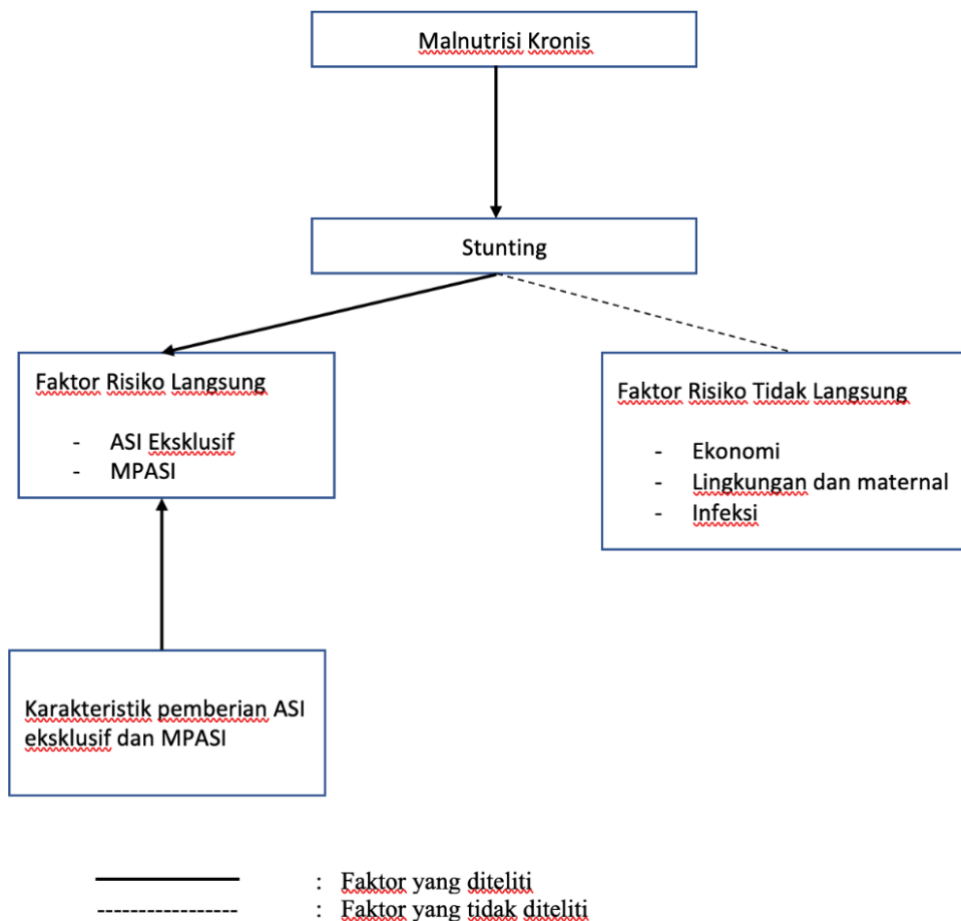 Malnutrisi Kronis
Stunting
Faktor Risiko Langsung
- ASI Eksklusif
- MPASI
Faktor Risiko Tidak Langsung
- Ekonomi
- Lingkungan dan maternal
- Infeksi
Karakteristik pemberian ASI
eksklusif dan MPASI
: Faktor yang diteliti
: Faktor yang tidak diteliti